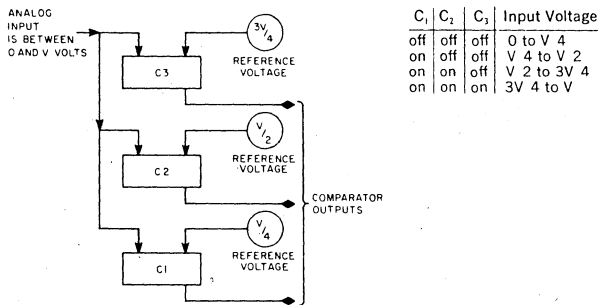 ANALOG
INPUT
IS BETWEEN
O AND V VOLTS
3V/4
REFERENCE
VOLTAGE
C3
V/2
REFERENCE
VOLTAGE
C2
COMPARATOR
OUTPUTS
V/4
REFERENCE
VOLTAGE
C1
C₁ C₂ C₃ Input Voltage
off off off 0 to V 4
on off off V 4 to V 2
on on off V 2 to 3V 4
on on on 3V 4 to V